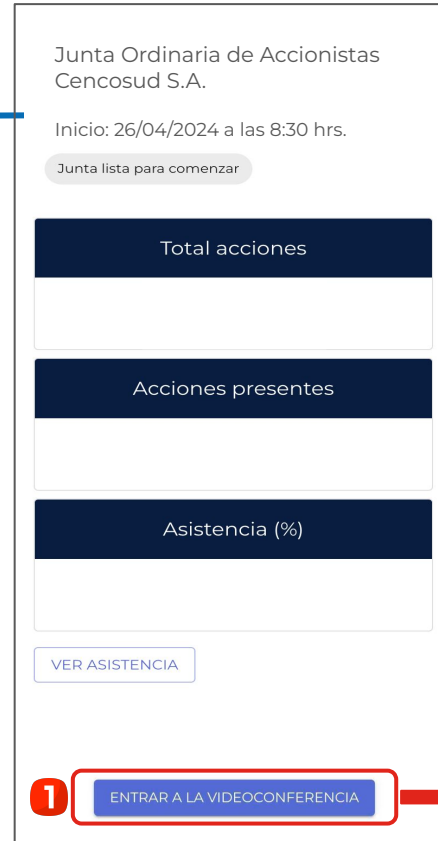 Junta Ordinaria de Accionistas
Cencosud S.A.
Inicio: 26/04/2024 a las 8:30 hrs.
Junta lista para comenzar
Total acciones
Acciones presentes
Asistencia (%)
VER ASISTENCIA
1 ENTRAR A LA VIDEOCONFERENCIA